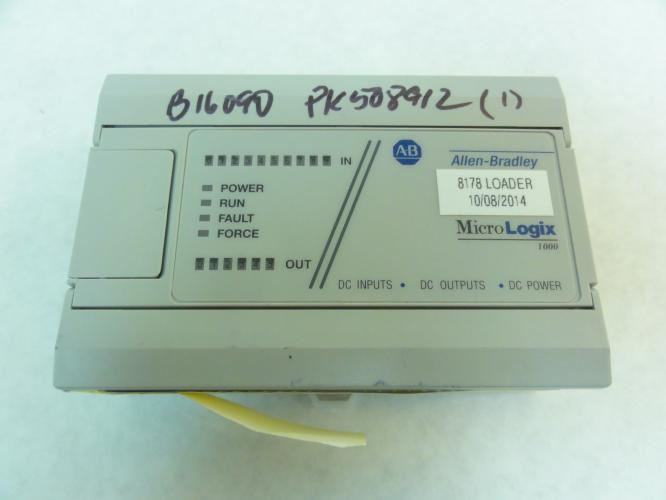 B16090 PK508912 (1)
IN
AB
Allen-Bradley
8178 LOADER
10/08/2014
POWER
RUN
FAULT
FORCE
MicroLogix
1000
OUT
DC INPUTS • DC OUTPUTS • DC POWER